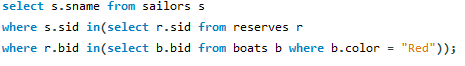 select s.sname from sailors s
where s.sid in(select r.sid from reserves r
where r.bid in(select b.bid from boats b where b.color = "Red"));